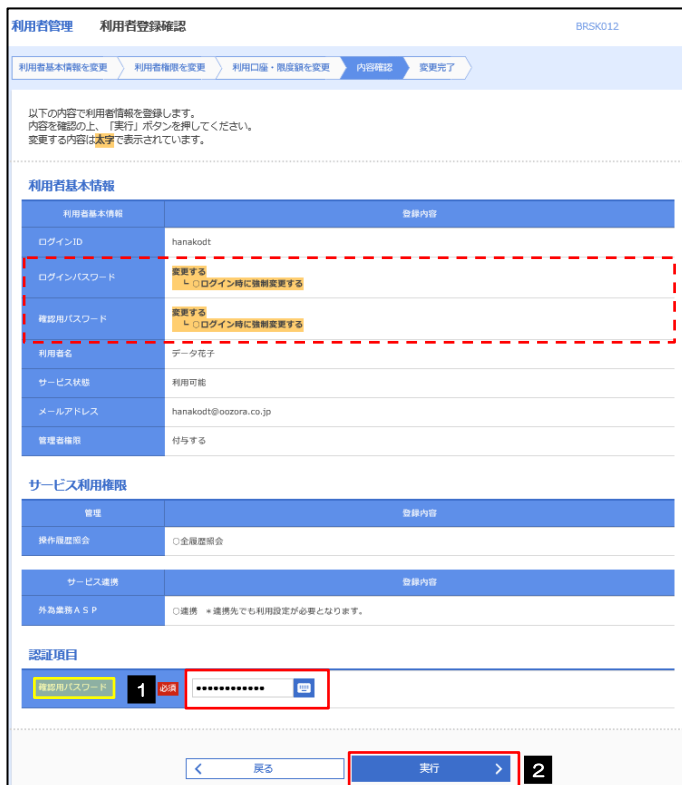 利用者管理 利用者登録確認 BRSK012
利用者基本情報を変更 利用者権限を変更 利用口座・限度額を変更 内容確認 変更完了
以下の内容で利用者情報を登録します。
内容を確認の上、「実行」ボタンを押してください。
変更する内容は太字で表示されています。
利用者基本情報
利用者基本情報 登録内容
ログインID hanakodt
ログインパスワード 変更する
└ ○ログイン時に強制変更する
確認用パスワード 変更する
└ ○ログイン時に強制変更する
利用者名 データ花子
サービス状態 利用可能
メールアドレス hanakodt@oozora.co.jp
管理者権限 付与する
サービス利用権限
管理 登録内容
操作履歴照会 ○全履歴照会
サービス連携 登録内容
外為業務ASP ○連携 *連携先でも利用設定が必要となります。
認証項目
確認用パスワード 1 必須 ●●●●●●●●●●●●
戻る 実行 2